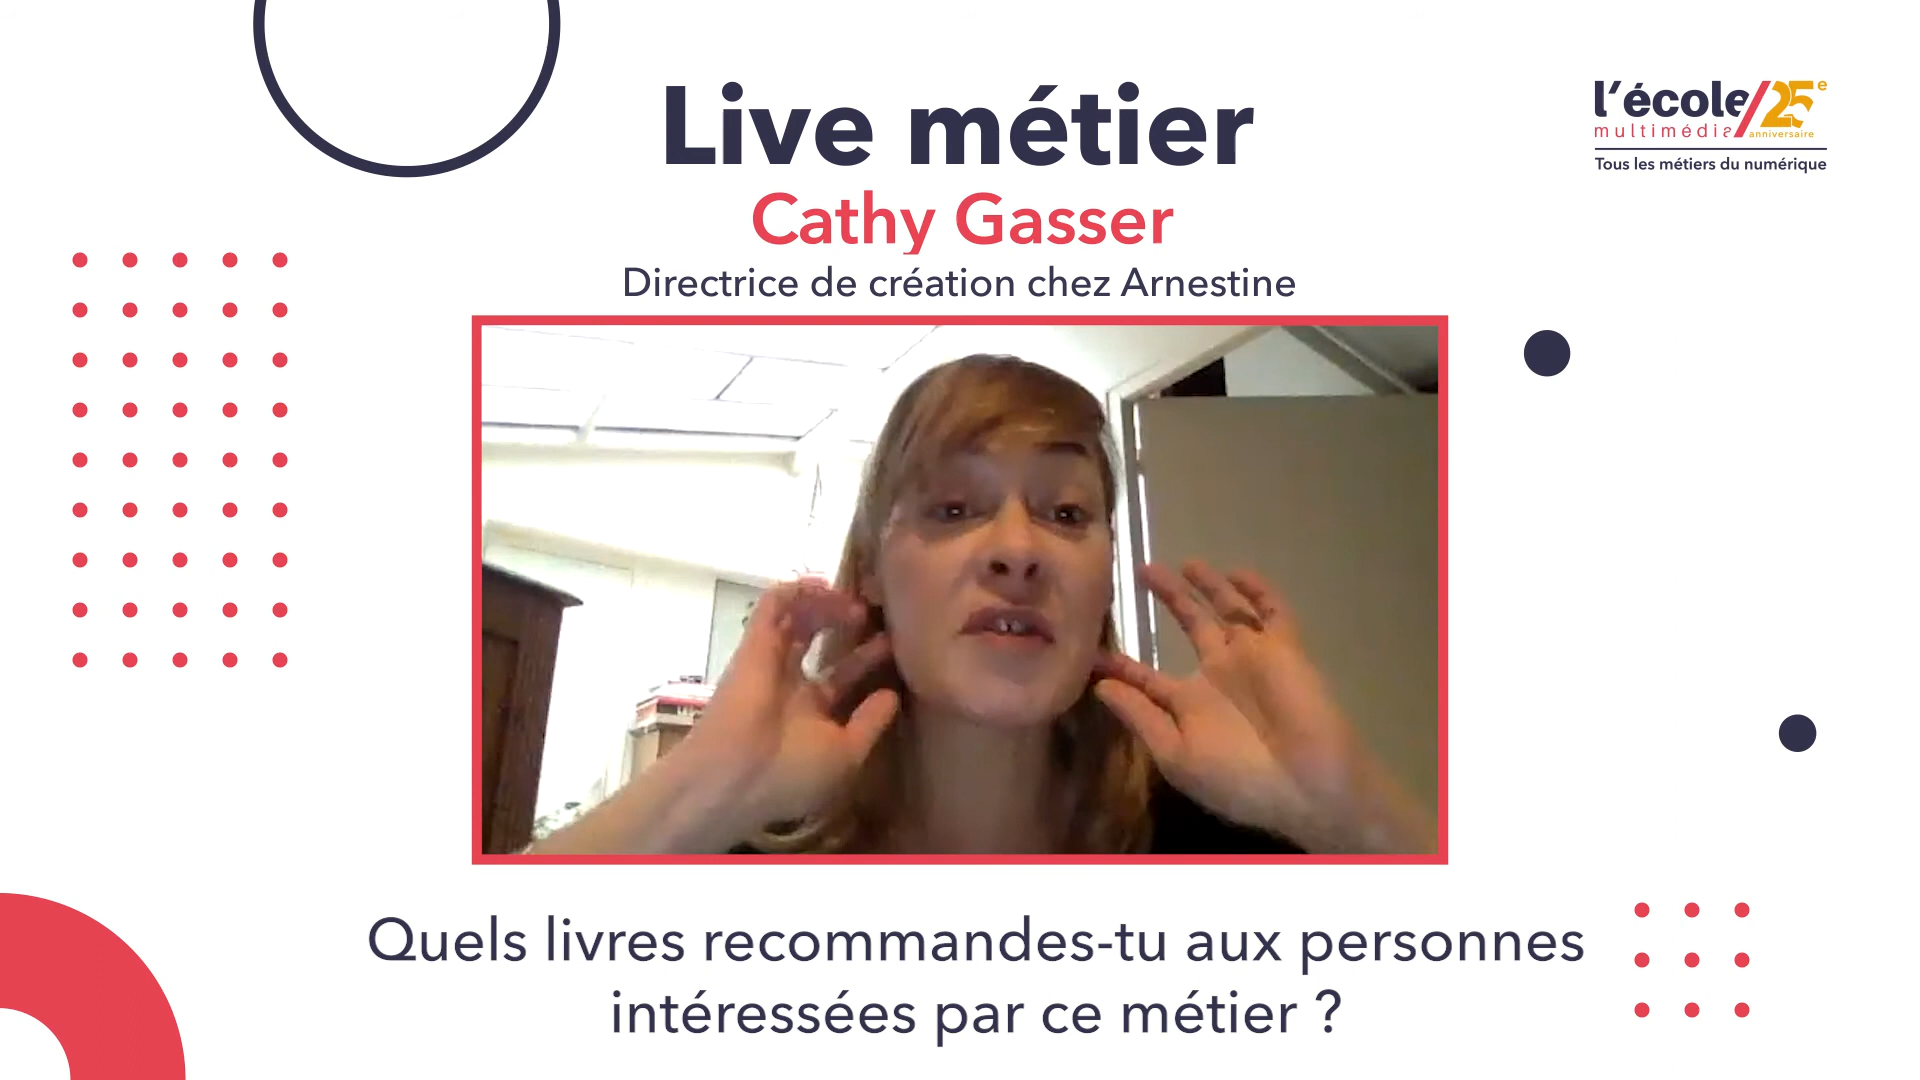 Live métier
Cathy Gasser
Directrice de création chez Arnestine
l'école/25e
multimédia anniversaire
Tous les métiers du numérique
Quels livres recommandes-tu aux personnes
intéressées par ce métier ?